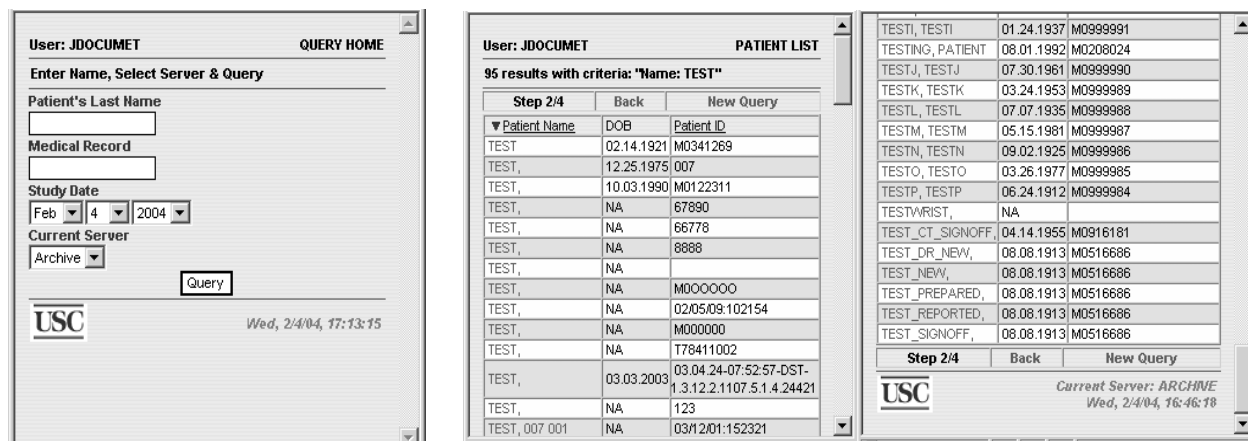 User: JDOCUMET QUERY HOME
Enter Name, Select Server & Query
Patient's Last Name
Medical Record
Study Date
Feb 4 2004
Current Server
Archive
Query
USC Wed, 2/4/04, 17:13:15
User: JDOCUMET PATIENT LIST
95 results with criteria: "Name: TEST"
Step 2/4 Back New Query
▼ Patient Name DOB Patient ID
TEST 02.14.1921 M0341269
TEST, 12.25.1975 007
TEST, 10.03.1990 M0122311
TEST, NA 67890
TEST, NA 66778
TEST, NA 8888
TEST, NA
TEST, NA MOOOOOO
TEST, NA 02/05/09:102154
TEST, NA M000000
TEST, NA T78411002
TEST, 03.03.2003 03.04.24-07:52:57-DST-
1.3.12.2.1107.5.1.4.24421
TEST, NA 123
TEST, 007 001 NA 03/12/01:152321
TESTI, TESTI 01.24.1937 M0999991
TESTING, PATIENT 08.01.1992 M0208024
TESTJ, TESTJ 07.30.1961 M0999990
TESTK, TESTK 03.24.1953 M0999989
TESTL, TESTL 07.07.1935 M0999988
TESTM, TESTM 05.15.1981 M0999987
TESTN, TESTN 09.02.1925 M0999986
TESTO, TESTO 03.26.1977 M0999985
TESTP, TESTP 06.24.1912 M0999984
TESTWRIST, NA
TEST_CT_SIGNOFF, 04.14.1955 M0916181
TEST_DR_NEW, 08.08.1913 M0516686
TEST_NEW, 08.08.1913 M0516686
TEST_PREPARED, 08.08.1913 M0516686
TEST_REPORTED, 08.08.1913 M0516686
TEST_SIGNOFF, 08.08.1913 M0516686
Step 2/4 Back New Query
USC Current Server: ARCHIVE
Wed, 2/4/04, 16:46:18